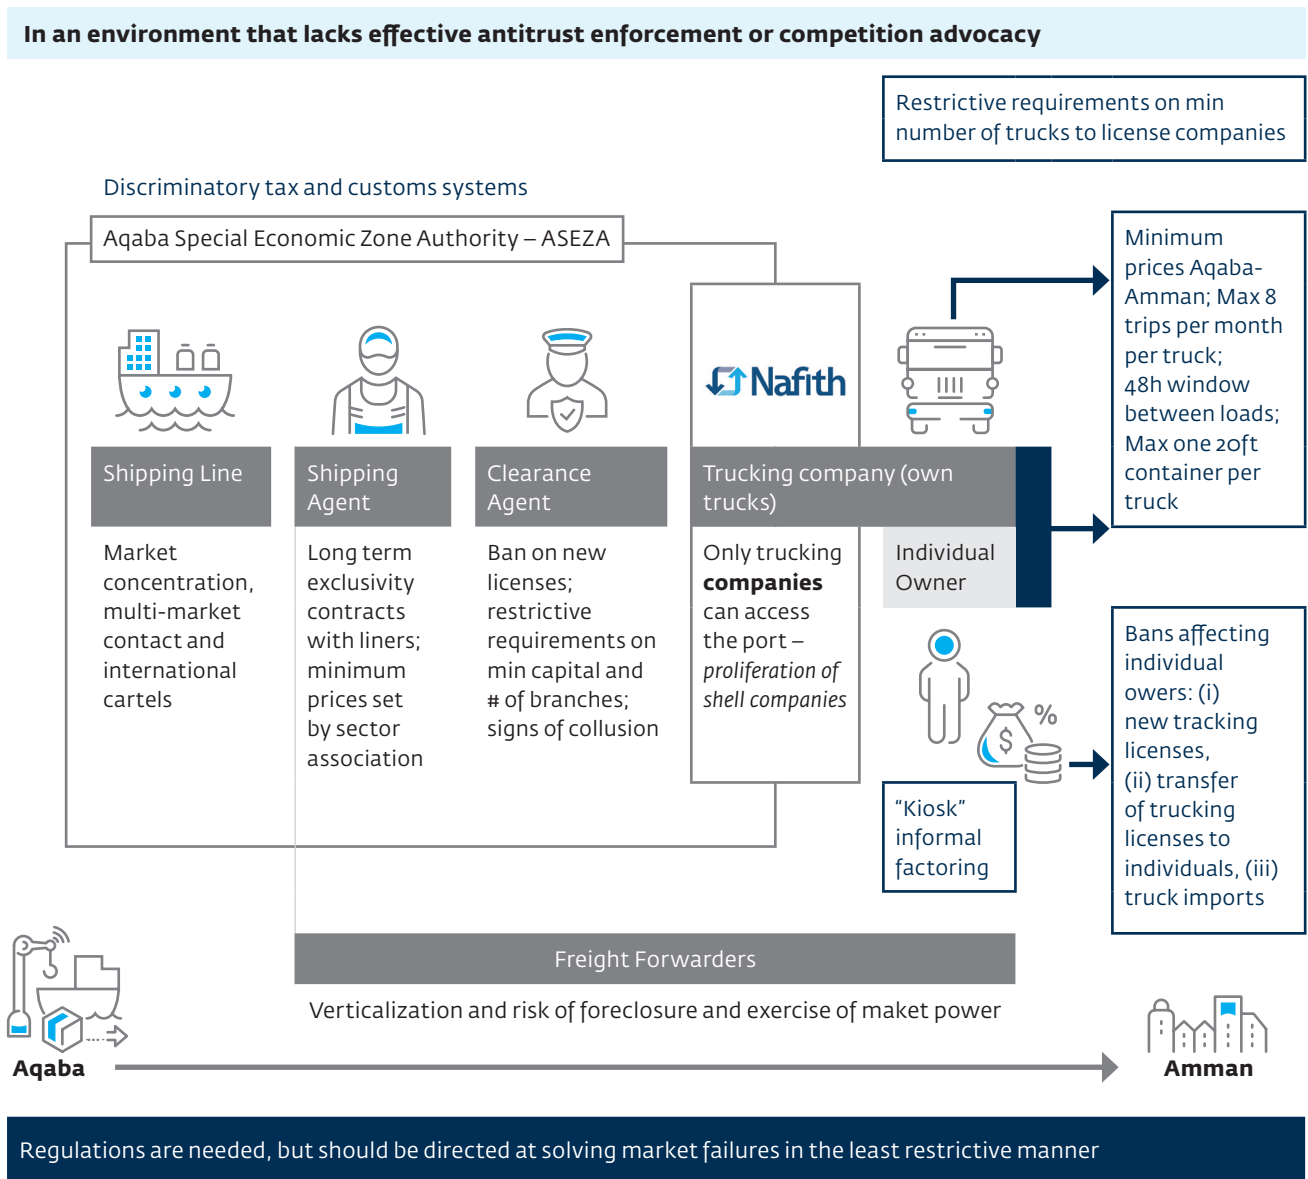 In an environment that lacks effective antitrust enforcement or competition advocacy
Restrictive requirements on min
number of trucks to license companies
Discriminatory tax and customs systems
Aqaba Special Economic Zone Authority – ASEZA
Minimum
prices Aqaba-
Amman; Max 8
trips per month
per truck;
48h window
between loads;
Max one 20ft
container per
truck
Nafith
Shipping Line
Shipping
Agent
Clearance
Agent
Trucking company (own
trucks)
Market
concentration,
multi-market
contact and
international
cartels
Long term
exclusivity
contracts
with liners;
minimum
prices set
by sector
association
Ban on new
licenses;
restrictive
requirements on
min capital and
# of branches;
signs of collusion
Only trucking
companies
can access
the port –
proliferation of
shell companies
Individual
Owner
Bans affecting
individual
owers: (i)
new tracking
licenses,
(ii) transfer
of trucking
licenses to
individuals, (iii)
truck imports
$
%
“Kiosk”
informal
factoring
Freight Forwarders
Verticalization and risk of foreclosure and exercise of maket power
Aqaba
Amman
Regulations are needed, but should be directed at solving market failures in the least restrictive manner